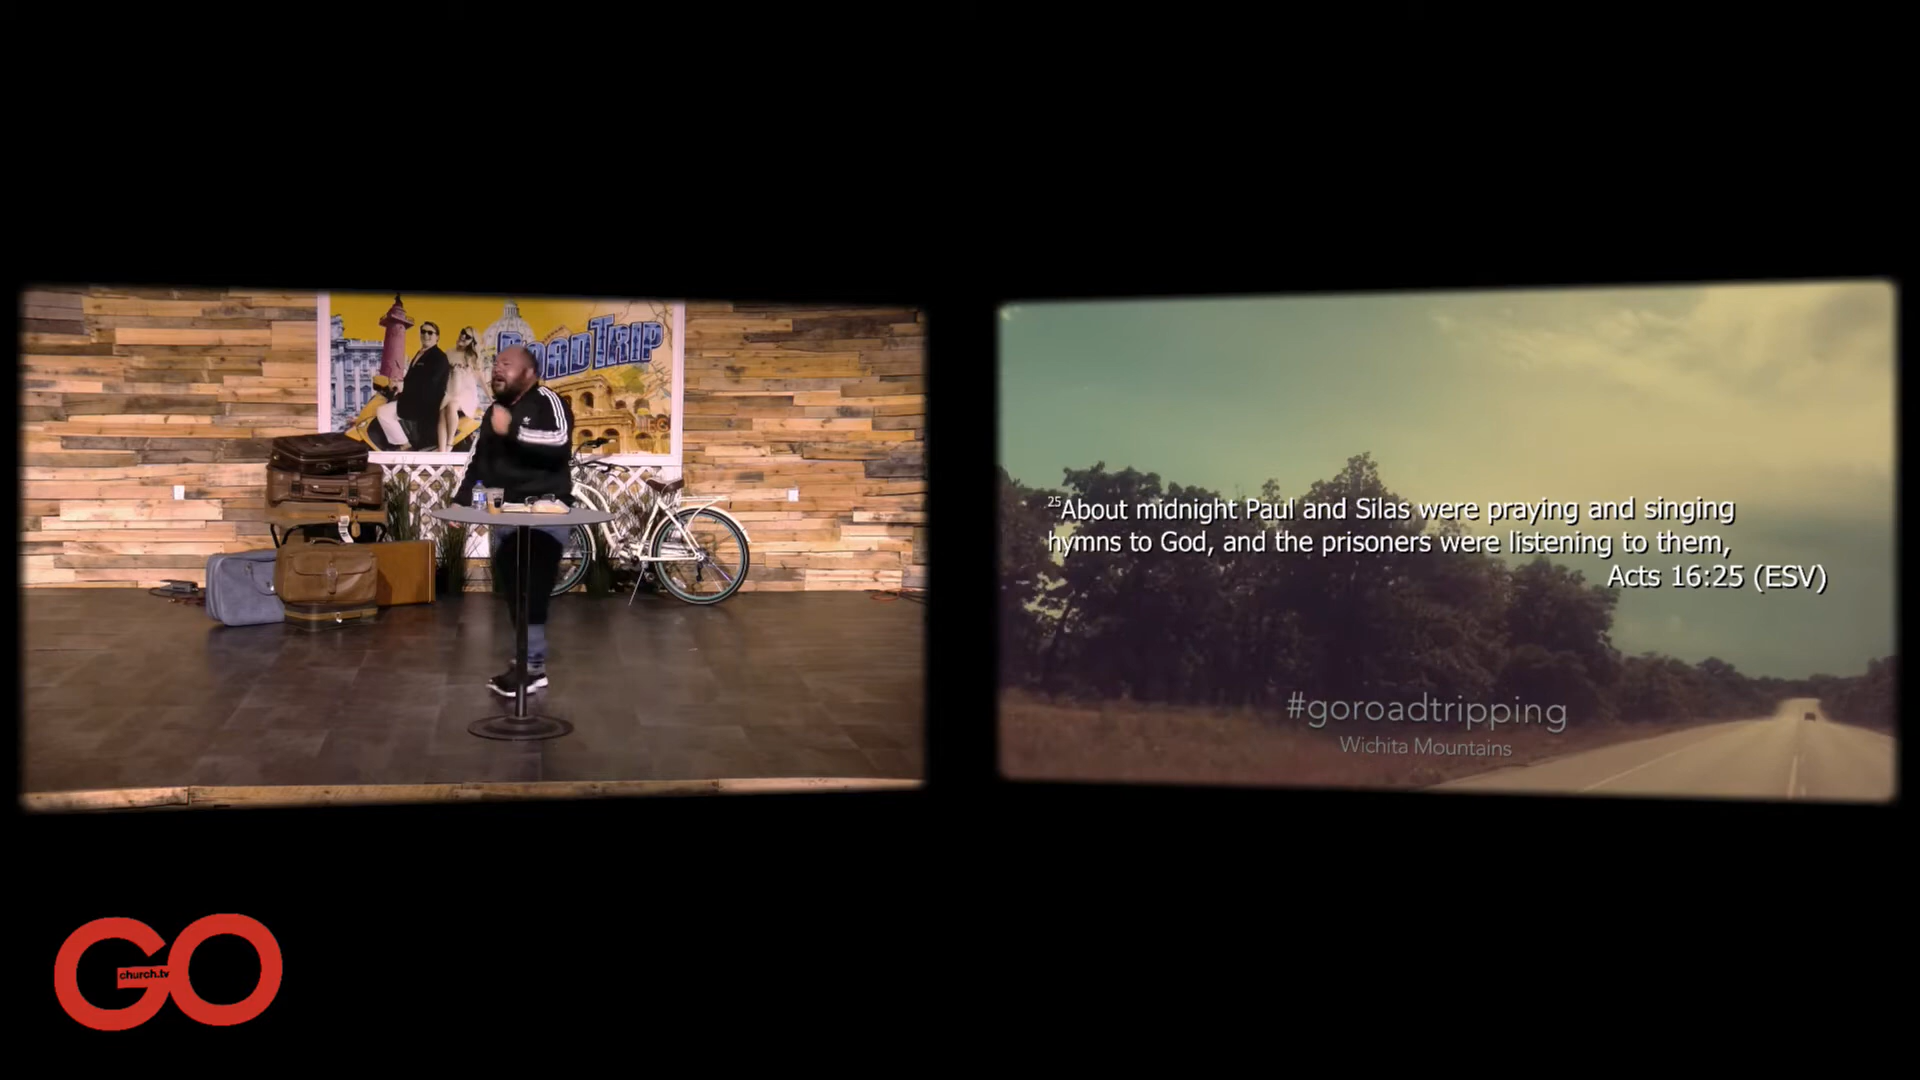 ROAD TRIP
²⁵About midnight Paul and Silas were praying and singing
hymns to God, and the prisoners were listening to them,
Acts 16:25 (ESV)
#goroadtripping
Wichita Mountains
GO
church.tv